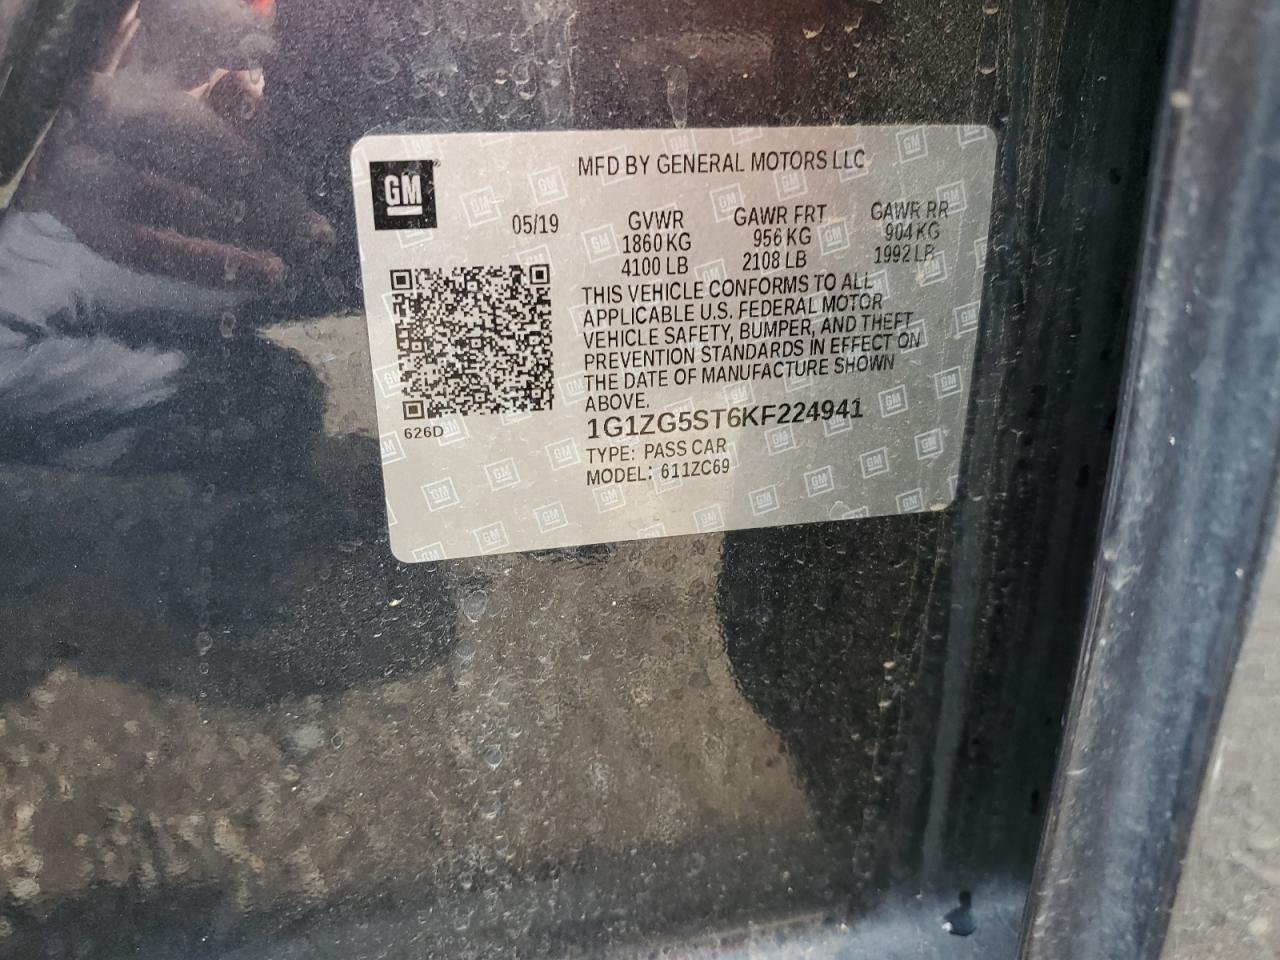 GM
MFD BY GENERAL MOTORS LLC
05/19
GVWR
1860 KG
4100 LB
GAWR FRT
956 KG
2108 LB
GAWR RR
904 KG
1992 LB
THIS VEHICLE CONFORMS TO ALL
APPLICABLE U.S. FEDERAL MOTOR
VEHICLE SAFETY, BUMPER, AND THEFT
PREVENTION STANDARDS IN EFFECT ON
THE DATE OF MANUFACTURE SHOWN
ABOVE.
626D
1G1ZG5ST6KF224941
TYPE: PASS CAR
MODEL: 611ZC69